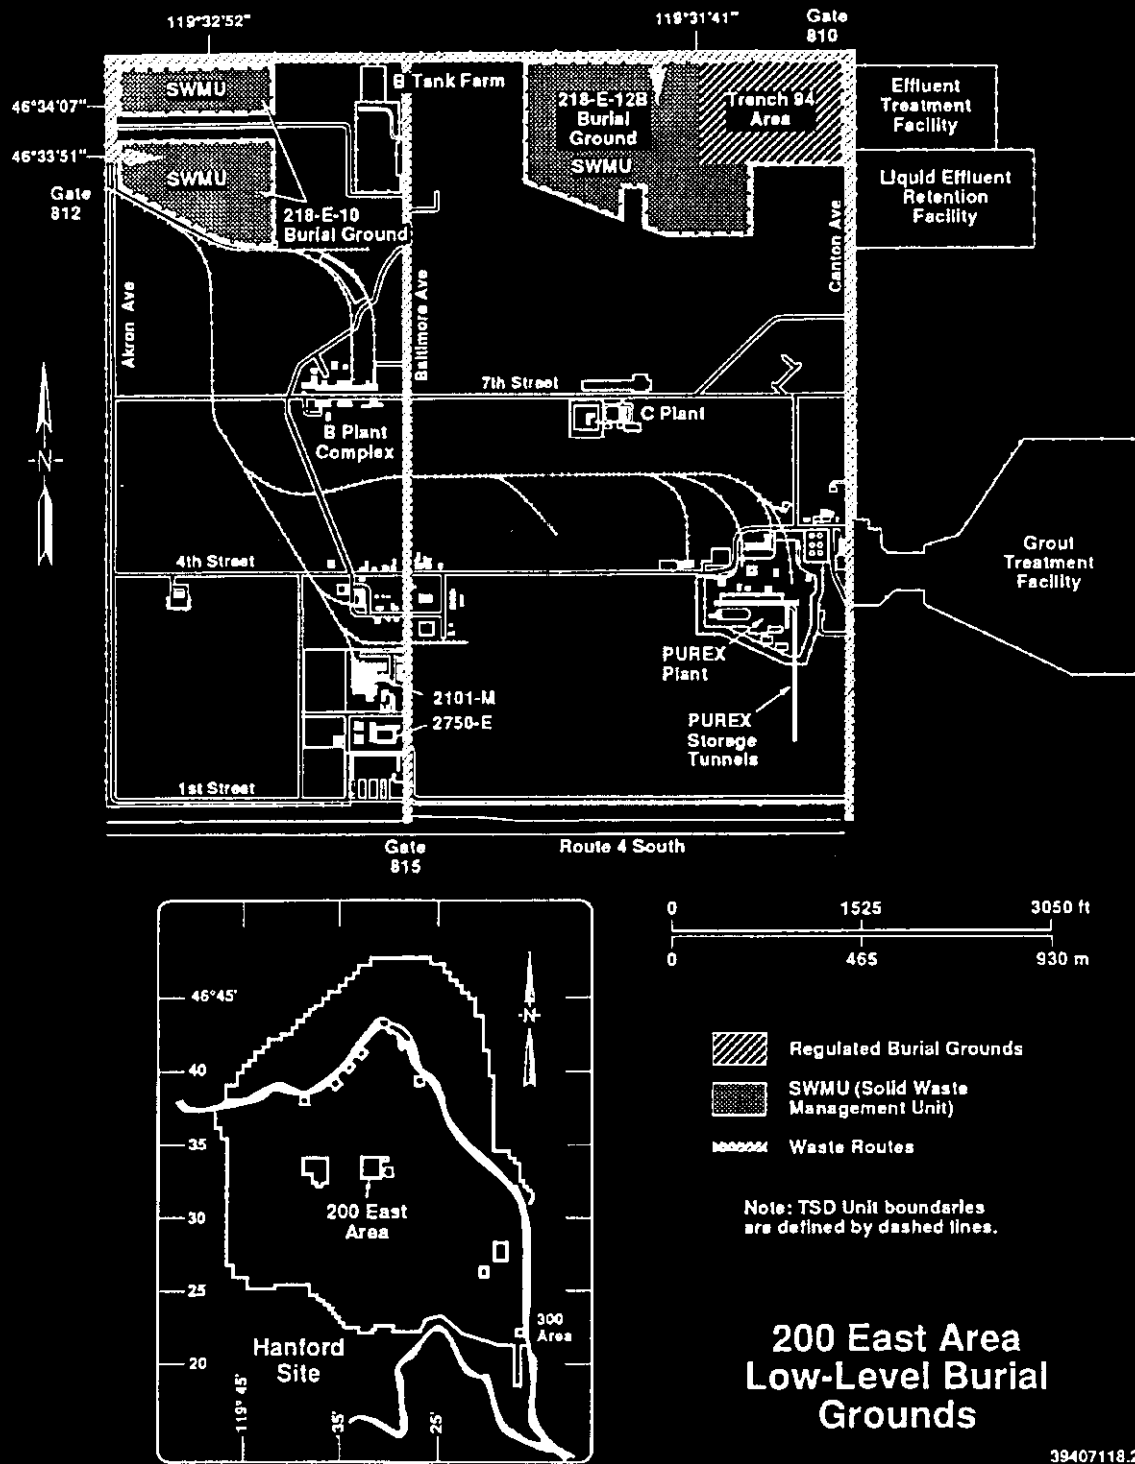 119°32'52"
119°31'41"
Gate
810
B Tank Farm
SWMU
46°34'07"
218-E-12B
Burial
Ground
SWMU
Trench 94
Area
Effluent
Treatment
Facility
46°33'51"
SWMU
Gate
812
Liquid Effluent
Retention
Facility
218-E-10
Burial Ground
Akron Ave
Baltimore Ave
Canton Ave
7th Street
C Plant
B Plant
Complex
N
4th Street
Grout
Treatment
Facility
PUREX
Plant
2101-M
2750-E
PUREX
Storage
Tunnels
1st Street
Gate
815
Route 4 South
0 1525 3050 ft
0 465 930 m
46°45'
N
40
35
30
25
20
200 East
Area
300
Area
Hanford
Site
119° 45'
35'
25'
Regulated Burial Grounds
SWMU (Solid Waste
Management Unit)
Waste Routes
Note: TSD Unit boundaries
are defined by dashed lines.
200 East Area
Low-Level Burial
Grounds
39407118.2